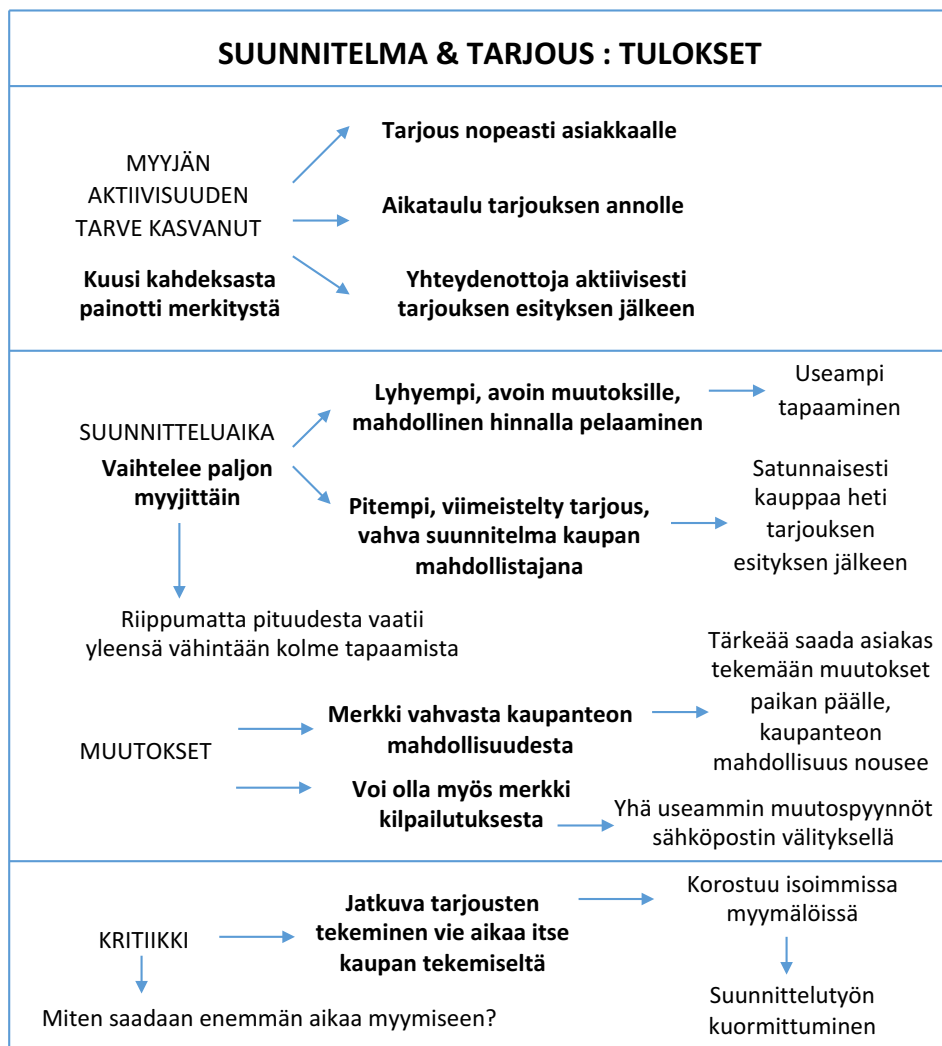 SUUNNITELMA & TARJOUS : TULOKSET
MYYJÄN
AKTIIVISUUDEN
TARVE KASVANUT
Kuusi kahdeksasta
painotti merkitystä
Tarjous nopeasti asiakkaalle
Aikataulu tarjouksen annolle
Yhteydenottoja aktiivisesti
tarjouksen esityksen jälkeen
SUUNNITTELUAIKA
Vaihtelee paljon
myyjittäin
Lyhyempi, avoin muutoksille,
mahdollinen hinnalla pelaaminen
Useampi
tapaaminen
Pitempi, viimeistelty tarjous,
vahva suunnitelma kaupan
mahdollistajana
Satunnaisesti
kauppaa heti
tarjouksen
esityksen jälkeen
Riippumatta pituudesta vaatii
yleensä vähintään kolme tapaamista
MUUTOKSET
Merkki vahvasta kaupanteon
mahdollisuudesta
Tärkeää saada asiakas
tekemään muutokset
paikan päälle,
kaupanteon
mahdollisuus nousee
Voi olla myös merkki
kilpailutuksesta
Yhä useammin muutospyynnöt
sähköpostin välityksellä
KRITIIKKI
Jatkuva tarjousten
tekeminen vie aikaa itse
kaupan tekemiseltä
Korostuu isoimmissa
myymälöissä
Suunnittelutyön
kuormittuminen
Miten saadaan enemmän aikaa myymiseen?